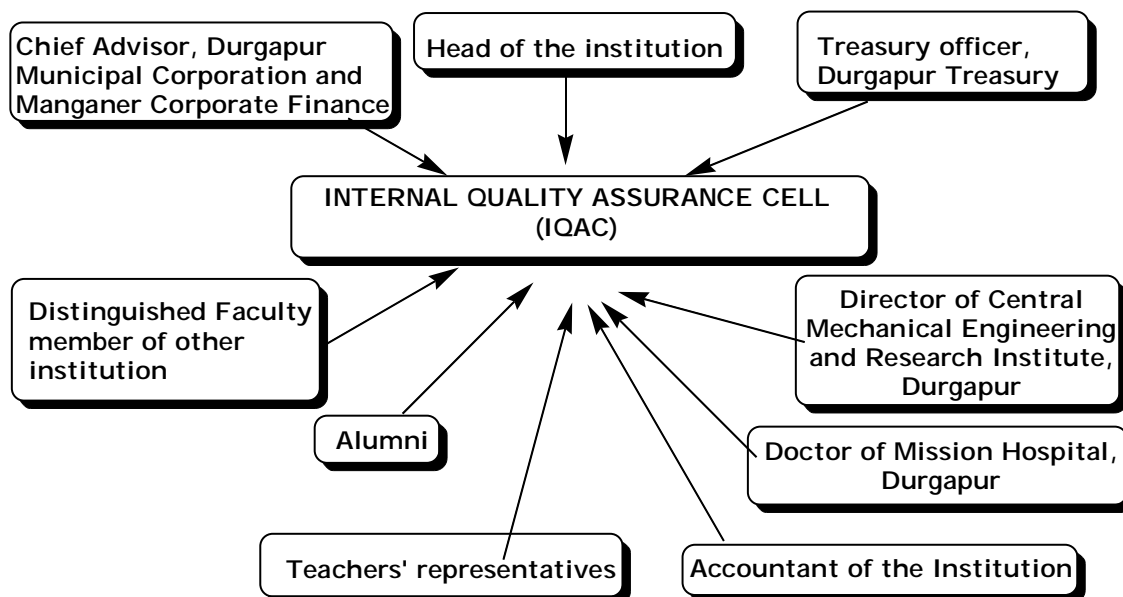 Chief Advisor, Durgapur
Municipal Corporation and
Manganer Corporate Finance
Head of the institution
Treasury officer,
Durgapur Treasury
INTERNAL QUALITY ASSURANCE CELL
(IQAC)
Distinguished Faculty
member of other
institution
Director of Central
Mechanical Engineering
and Research Institute,
Durgapur
Alumni
Doctor of Mission Hospital,
Durgapur
Teachers' representatives
Accountant of the Institution